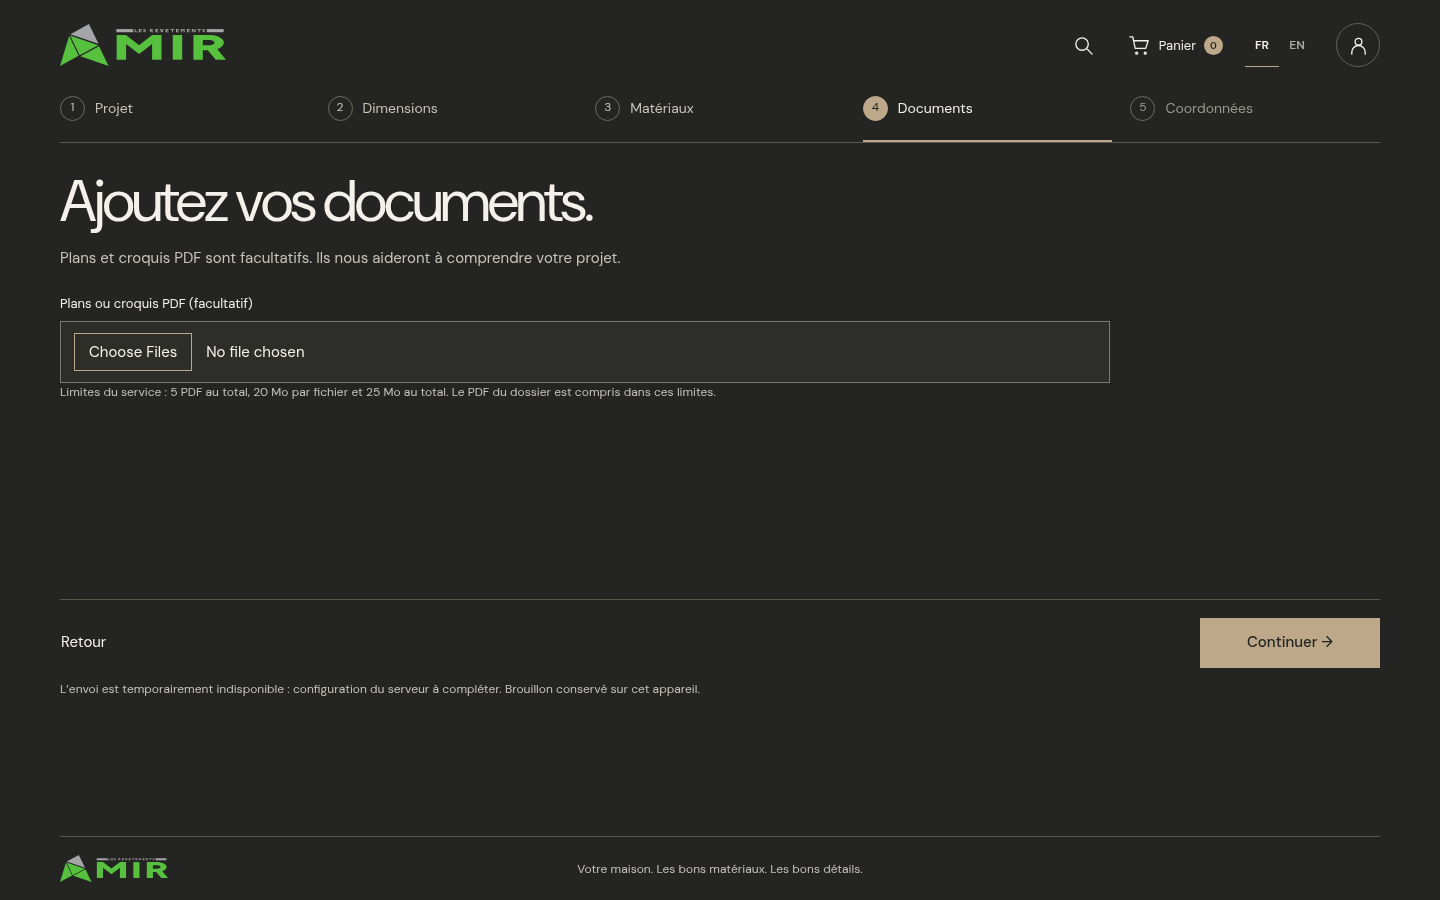 LES REVÊTEMENTS
MIR
Panier 0
FR EN
1 Projet
2 Dimensions
3 Matériaux
4 Documents
5 Coordonnées
Ajoutez vos documents.
Plans et croquis PDF sont facultatifs. Ils nous aideront à comprendre votre projet.
Plans ou croquis PDF (facultatif)
Choose Files No file chosen
Limites du service : 5 PDF au total, 20 Mo par fichier et 25 Mo au total. Le PDF du dossier est compris dans ces limites.
Retour
Continuer →
L’envoi est temporairement indisponible : configuration du serveur à compléter. Brouillon conservé sur cet appareil.
LES REVÊTEMENTS
MIR
Votre maison. Les bons matériaux. Les bons détails.